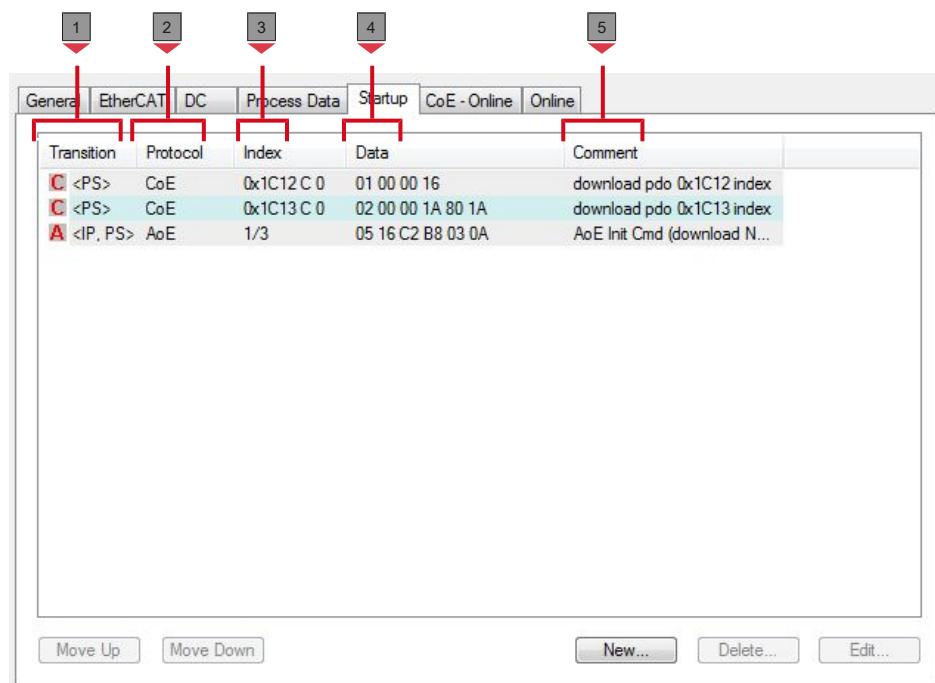 1 2 3 4 5
General EtherCAT DC Process Data Startup CoE - Online Online
Transition Protocol Index Data Comment
C <PS> CoE 0x1C12 C 0 01 00 00 16 download pdo 0x1C12 index
C <PS> CoE 0x1C13 C 0 02 00 00 1A 80 1A download pdo 0x1C13 index
A <IP, PS> AoE 1/3 05 16 C2 B8 03 0A AoE Init Cmd (download N...
Move Up Move Down New... Delete... Edit...